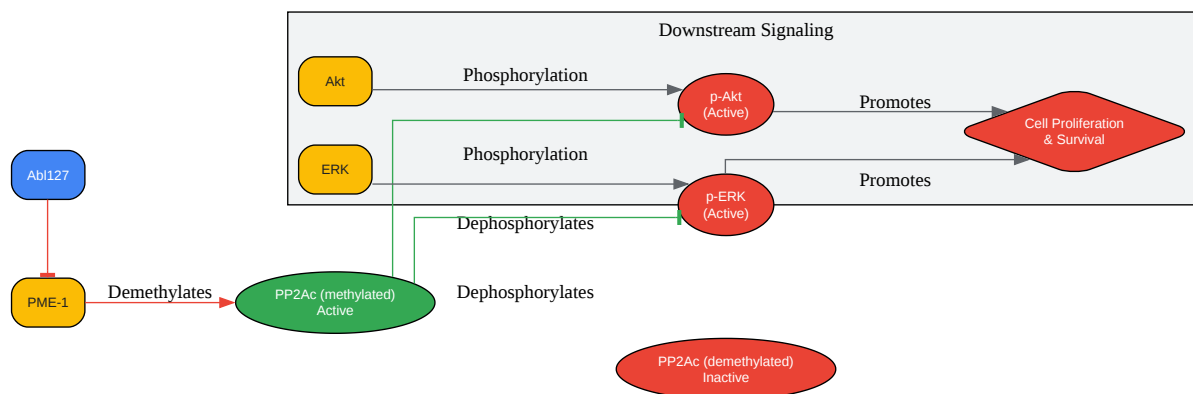 Downstream Signaling
Akt
Phosphorylation
p-Akt
(Active)
Promotes
Cell Proliferation
& Survival
Abl127
ERK
Phosphorylation
Promotes
p-ERK
(Active)
Dephosphorylates
PME-1
Demethylates
PP2Ac (methylated)
Active
Dephosphorylates
PP2Ac (demethylated)
Inactive